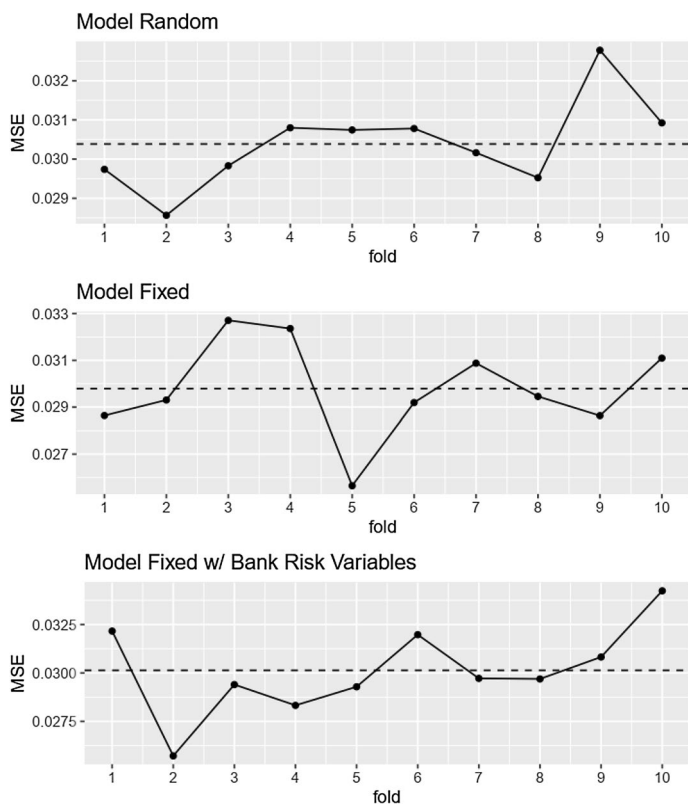 Model Random
MSE
0.032
0.031
0.030
0.029
1 2 3 4 5 6 7 8 9 10
fold
Model Fixed
MSE
0.033
0.031
0.029
0.027
1 2 3 4 5 6 7 8 9 10
fold
Model Fixed w/ Bank Risk Variables
MSE
0.0325
0.0300
0.0275
1 2 3 4 5 6 7 8 9 10
fold